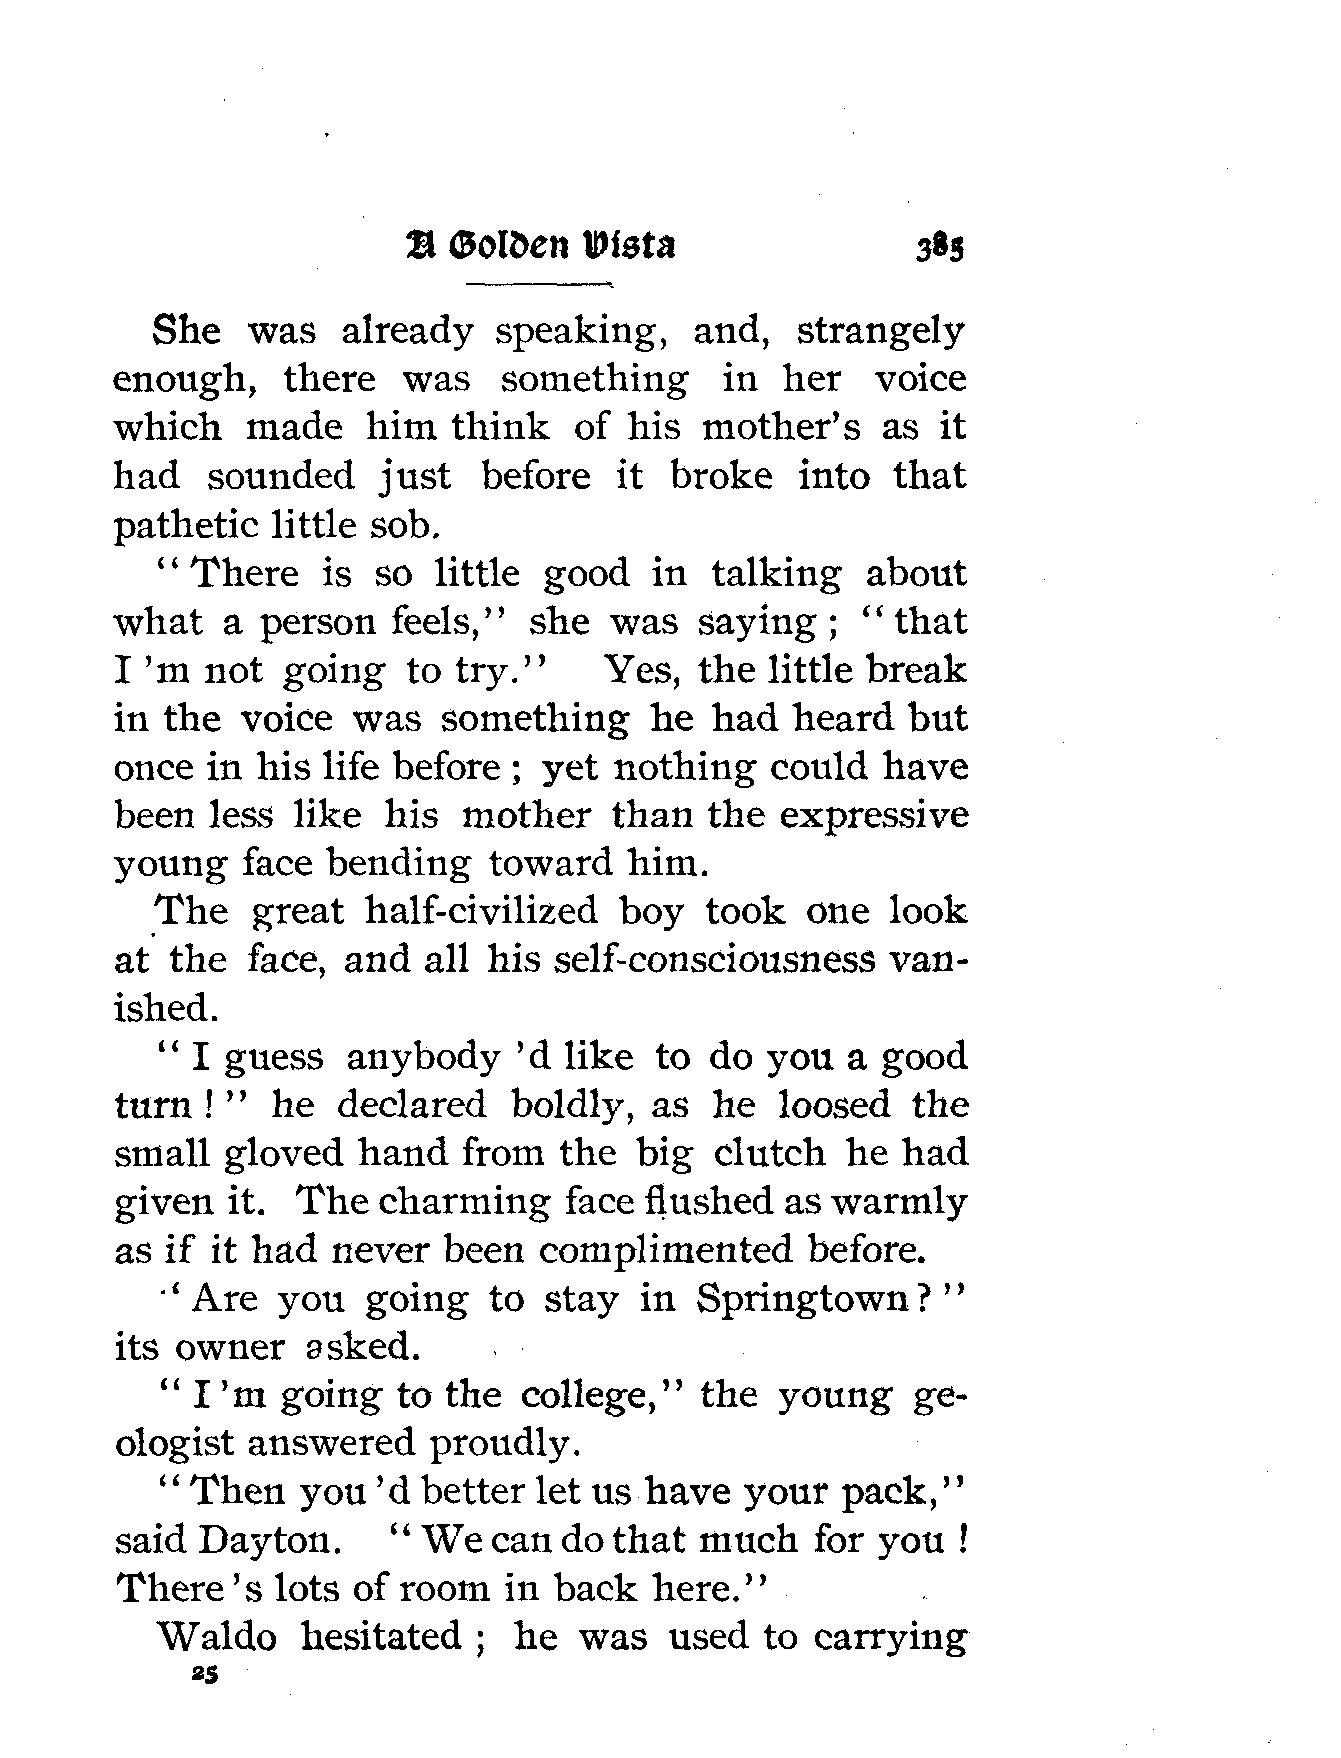 A Golden Vista 385
She was already speaking, and, strangely
enough, there was something in her voice
which made him think of his mother's as it
had sounded just before it broke into that
pathetic little sob.
“ There is so little good in talking about
what a person feels,” she was saying ; “ that
I 'm not going to try.” Yes, the little break
in the voice was something he had heard but
once in his life before ; yet nothing could have
been less like his mother than the expressive
young face bending toward him.
The great half-civilized boy took one look
at the face, and all his self-consciousness van-
ished.
“ I guess anybody 'd like to do you a good
turn ! ” he declared boldly, as he loosed the
small gloved hand from the big clutch he had
given it. The charming face flushed as warmly
as if it had never been complimented before.
“ Are you going to stay in Springtown ? ”
its owner asked.
“ I 'm going to the college,” the young ge-
ologist answered proudly.
“ Then you 'd better let us have your pack,”
said Dayton. “ We can do that much for you !
There 's lots of room in back here.”
Waldo hesitated ; he was used to carrying
25